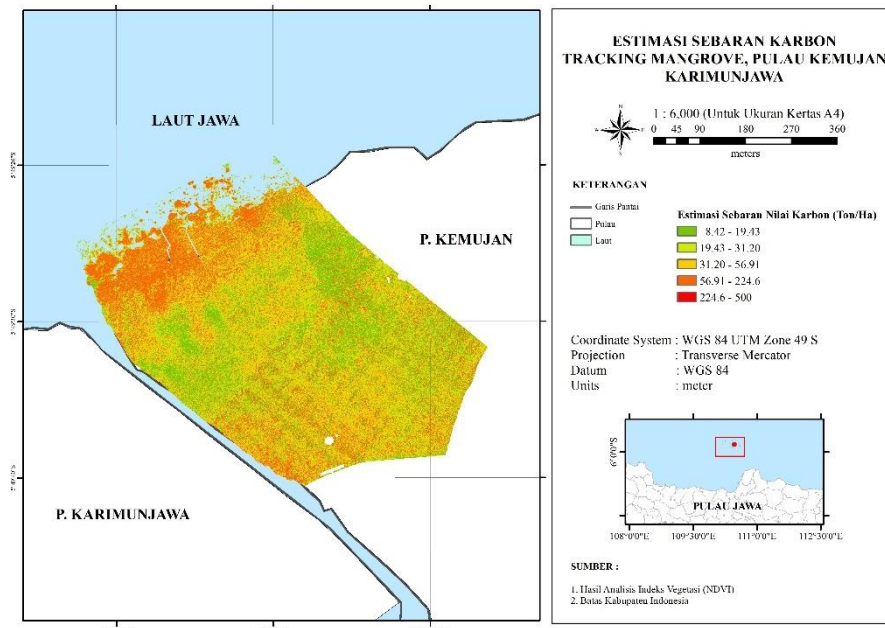 LAUT JAWA
P. KEMUJAN
P. KARIMUNJAWA
ESTIMASI SEBARAN KARBON
TRACKING MANGROVE, PULAU KEMUJAN
KARIMUNJAWA
1 : 6,000 (Untuk Ukuran Kertas A4)
0 45 90 180 270 360
meters
KETERANGAN
Garis Pantai
Pulau
Laut
Estimasi Sebaran Nilai Karbon (Ton/Ha)
8.42 - 19.43
19.43 - 31.20
31.20 - 56.91
56.91 - 224.6
224.6 - 500
Coordinate System : WGS 84 UTM Zone 49 S
Projection : Transverse Mercator
Datum : WGS 84
Units : meter
6°0'0"S
PULAU JAWA
108°0'0"E 109°30'0"E 111°0'0"E 112°30'0"E
SUMBER :
1. Hasil Analisis Indeks Vegetasi (NDVI)
2. Batas Kabupaten Indonesia